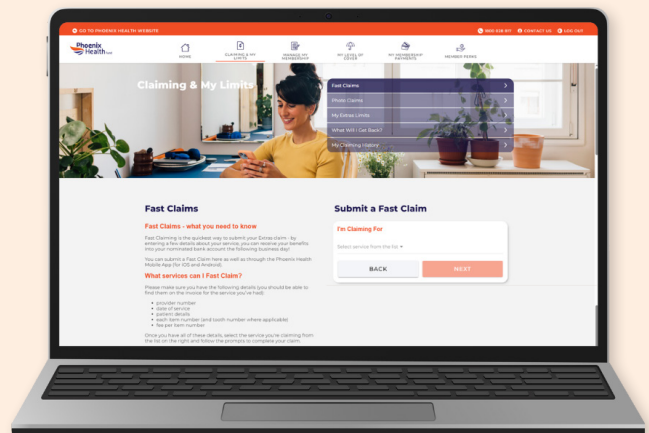 GO TO PHOENIX HEALTH WEBSITE
1800 028 817
CONTACT US
LOG OUT
Phoenix
Health
HOME
CLAIMING & MY
LIMITS
MANAGE MY
MEMBERSHIP
MY LEVEL OF
COVER
MY MEMBERSHIP
PAYMENTS
MEMBER PERKS
Claiming & My Limits
Fast Claims
Photo Claims
My Extras Limits
What Will I Get Back?
My Claiming History
Fast Claims
Fast Claims - what you need to know
Fast Claiming is the quickest way to submit your Extras claim - by
entering a few details about your service, you can receive your benefits
into your nominated bank account the following business day!
You can submit a Fast Claim here as well as through the Phoenix Health
Mobile App (for iOS and Android).
What services can I Fast Claim?
Please make sure you have the following details (you should be able to
find them on the invoice for the service you've had):
• provider number
• date of service
• patient details
• each item number (and tooth number where applicable)
• fee per item number
Once you have all of these details, select the service you're claiming from
the list on the right and follow the prompts to complete your claim.
Submit a Fast Claim
I'm Claiming For
Select service from the list
BACK
NEXT